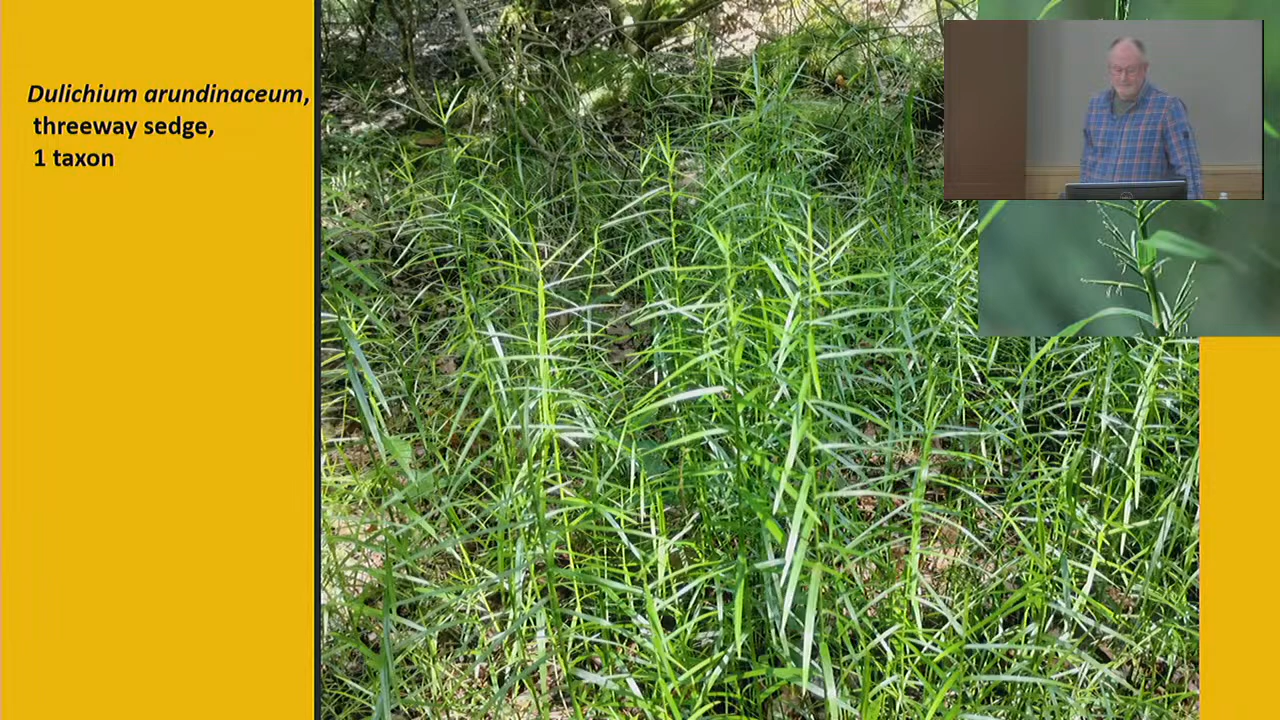 Dulichium arundinaceum,
threeway sedge,
1 taxon